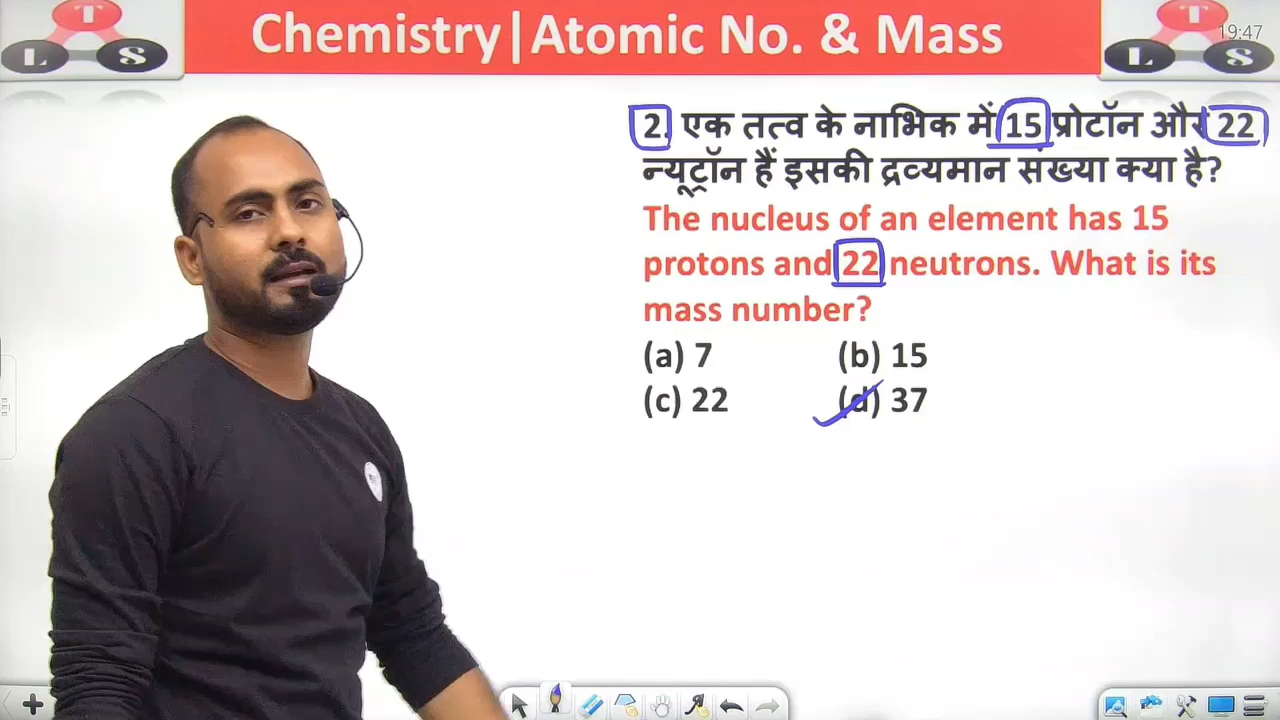 Chemistry|Atomic No. & Mass
T
L S
T
L S
19:47
2. एक तत्व के नाभिक में 15 प्रोटॉन और 22
न्यूट्रॉन हैं इसकी द्रव्यमान संख्या क्या है?
The nucleus of an element has 15
protons and 22 neutrons. What is its
mass number?
(a) 7 (b) 15
(c) 22 (d) 37